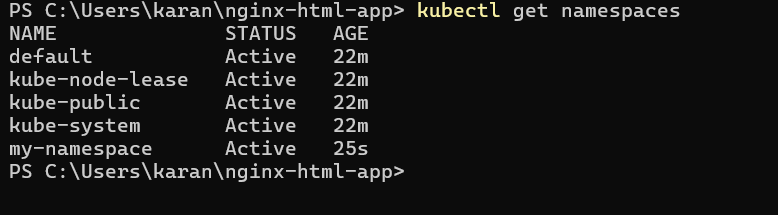 PS C:\Users\karan\nginx-html-app> kubectl get namespaces
NAME              STATUS   AGE
default           Active   22m
kube-node-lease   Active   22m
kube-public       Active   22m
kube-system       Active   22m
my-namespace      Active   25s
PS C:\Users\karan\nginx-html-app>